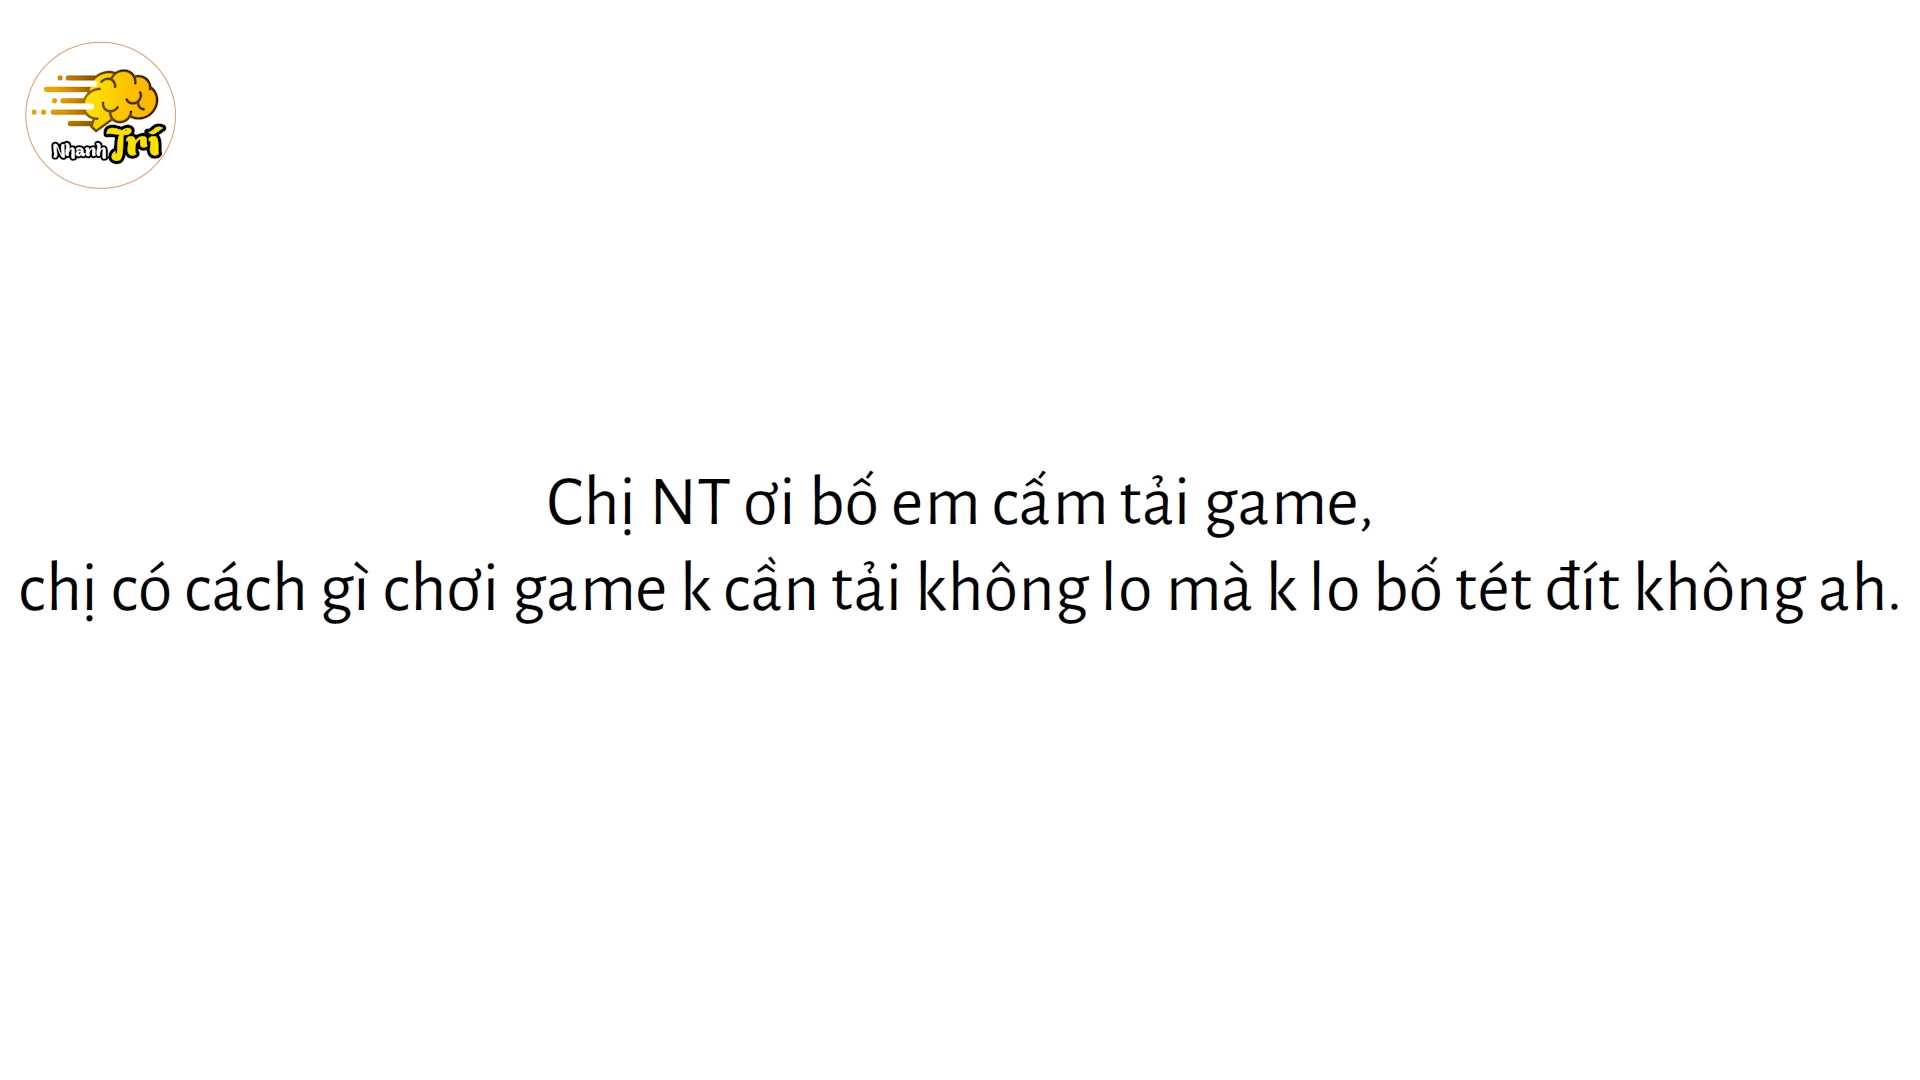 Nhanh Trí
Chị NT ơi bố em cấm tải game,
chị có cách gì chơi game k cần tải không lo mà k lo bố tét đít không ah.